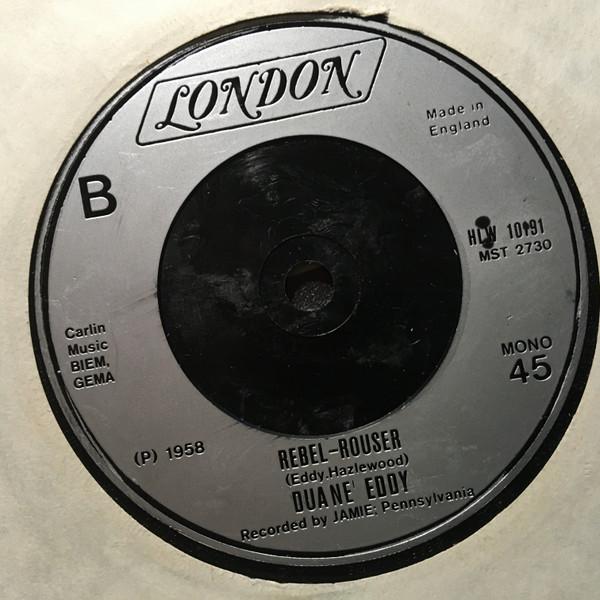 LONDON
Made in
England
B
HLW 10191
MST 2730
Carlin
Music
BIEM,
GEMA
MONO
45
(P) 1958
REBEL-ROUSER
(Eddy.Hazlewood)
DUANE EDDY
Recorded by JAMIE; Pennsylvania